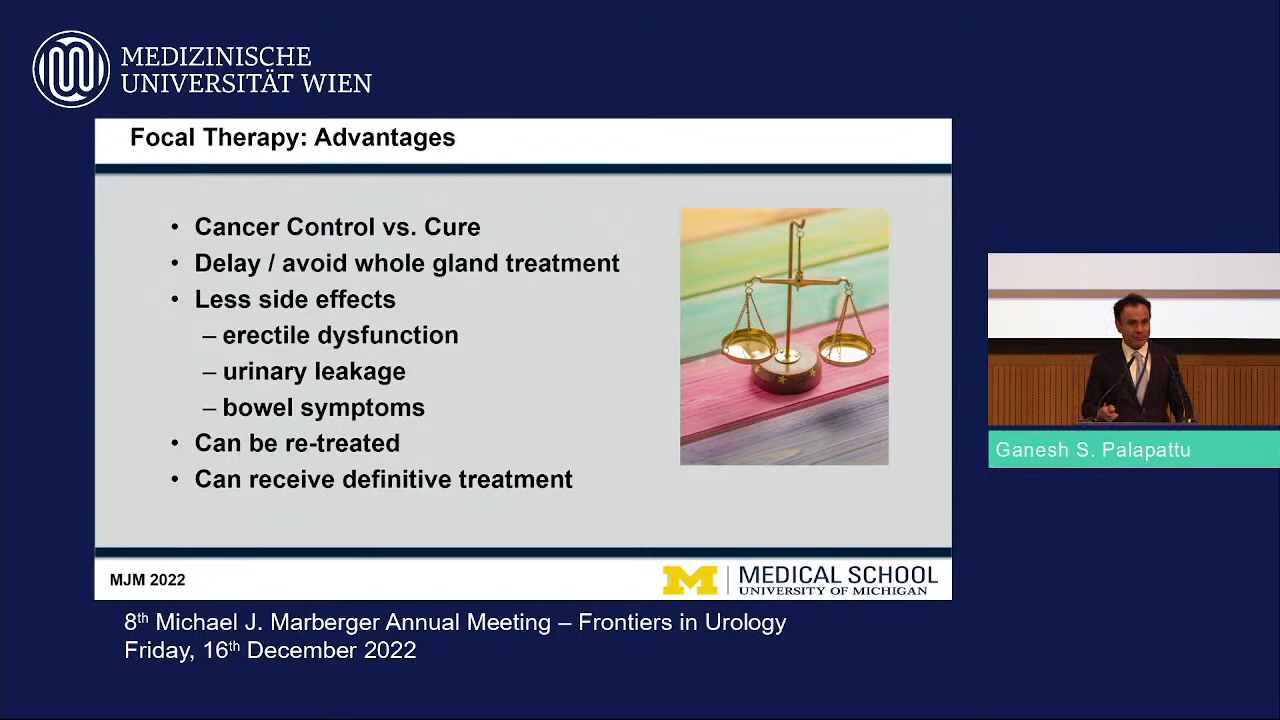 MEDIZINISCHE
UNIVERSITÄT WIEN
Focal Therapy: Advantages
• Cancer Control vs. Cure
• Delay / avoid whole gland treatment
• Less side effects
– erectile dysfunction
– urinary leakage
– bowel symptoms
• Can be re-treated
• Can receive definitive treatment
Ganesh S. Palapattu
MJM 2022
M | MEDICAL SCHOOL
UNIVERSITY OF MICHIGAN
8th Michael J. Marberger Annual Meeting – Frontiers in Urology
Friday, 16th December 2022